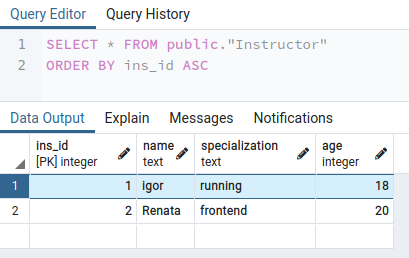 Query Editor Query History
1 SELECT * FROM public."Instructor"
2 ORDER BY ins_id ASC
Data Output Explain Messages Notifications
ins_id name specialization age
[PK] integer text text integer
1 1 igor running 18
2 2 Renata frontend 20